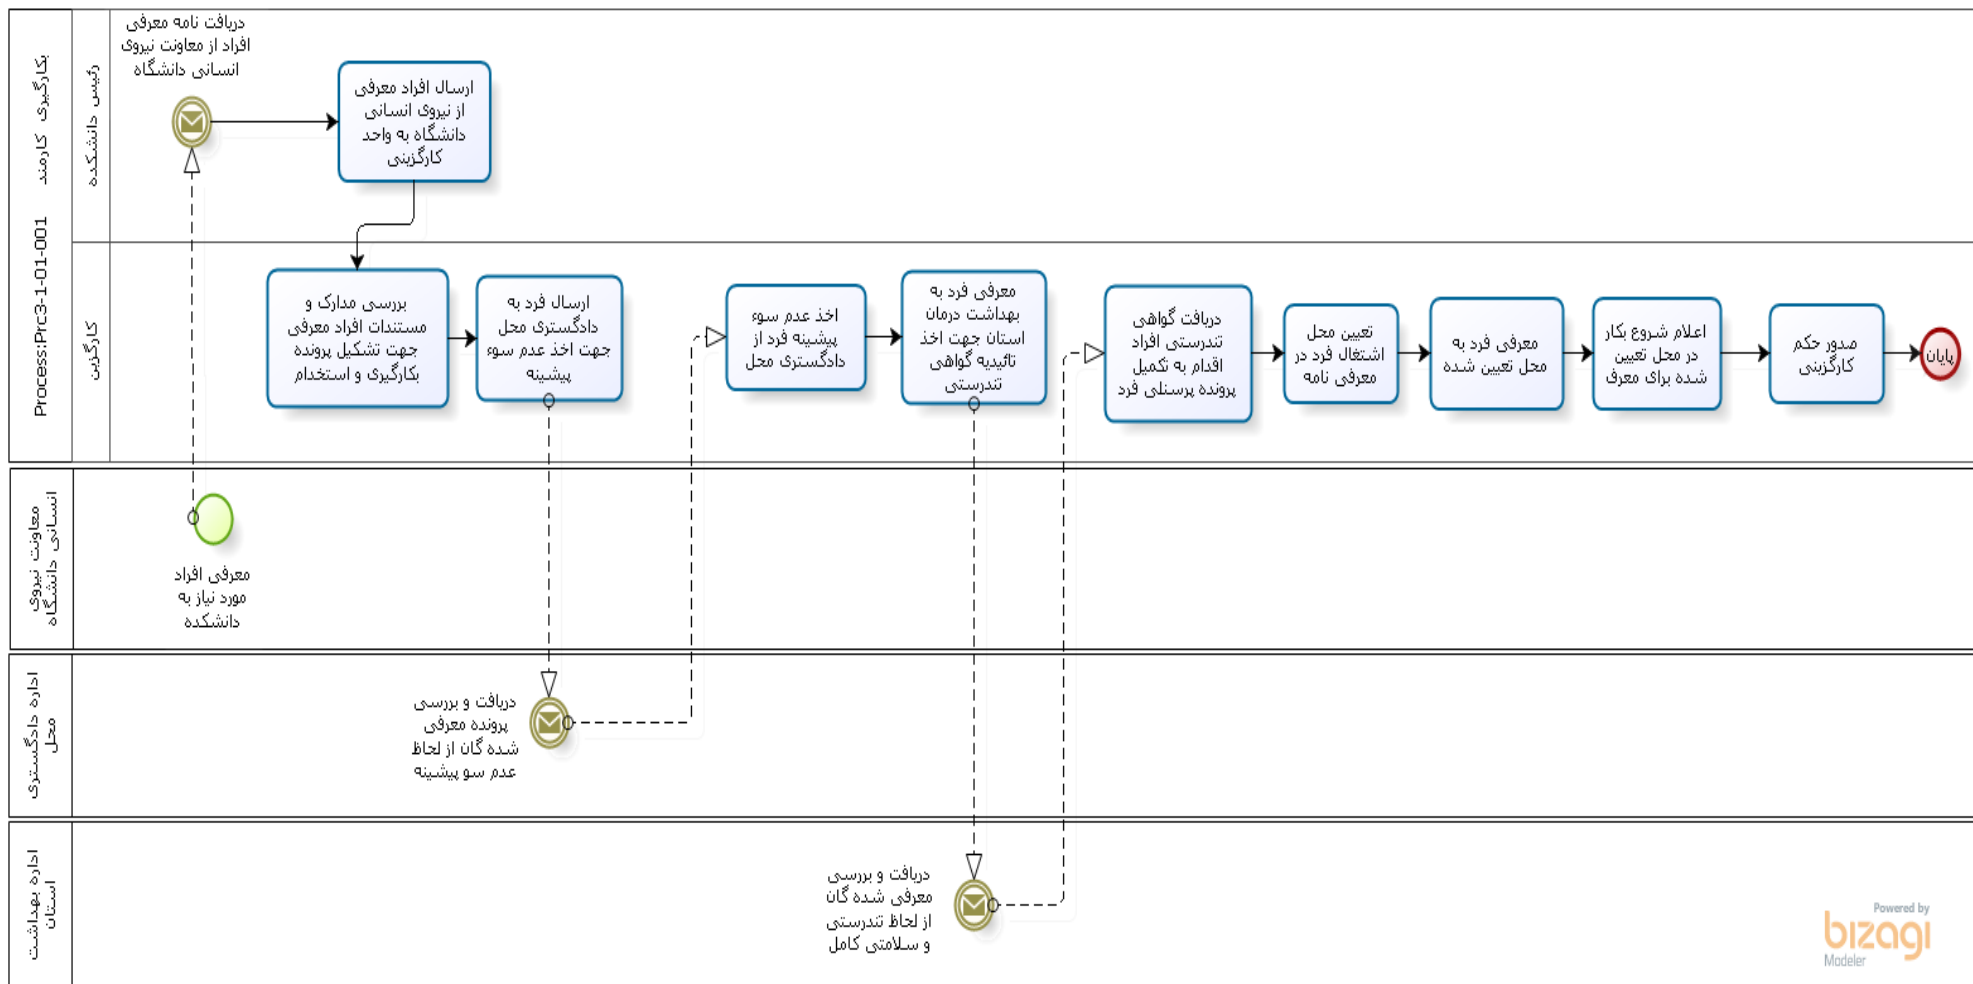 بکارگیری کارمند
Process:Prc3-1-01-001
رئیس دانشکده
دریافت نامه معرفی
افراد از معاونت نیروی
انسانی دانشگاه
ارسال افراد معرفی
از نیروی انسانی
دانشگاه به واحد
کارگزینی
کارگزینی
بررسی مدارک و
مستندات افراد معرفی
جهت تشکیل پرونده
بکارگیری و استخدام
ارسال فرد به
دادگستری محل
جهت اخذ عدم سوء
پیشینه
اخذ عدم سوء
پیشینه فرد از
دادگستری محل
معرفی فرد به
بهداشت درمان
استان جهت اخذ
تائیدیه گواهی
تندرستی
دریافت گواهی
تندرستی افراد
اقدام به تکمیل
پرونده پرسنلی فرد
تعیین محل
اشتغال فرد در
معرفی نامه
معرفی فرد به
محل تعیین شده
اعلام شروع بکار
در محل تعیین
شده برای معرف
صدور حکم
کارگزینی
پایان
معاونت نیروی
انسانی دانشگاه
معرفی افراد
مورد نیاز به
دانشکده
اداره دادگستری
محل
دریافت و بررسی
پرونده معرفی
شده گان از لحاظ
عدم سو پیشینه
اداره بهداشت
استان
دریافت و بررسی
معرفی شده گان
از لحاظ تندرستی
و سلامتی کامل
Powered by
bizagi
Modeler